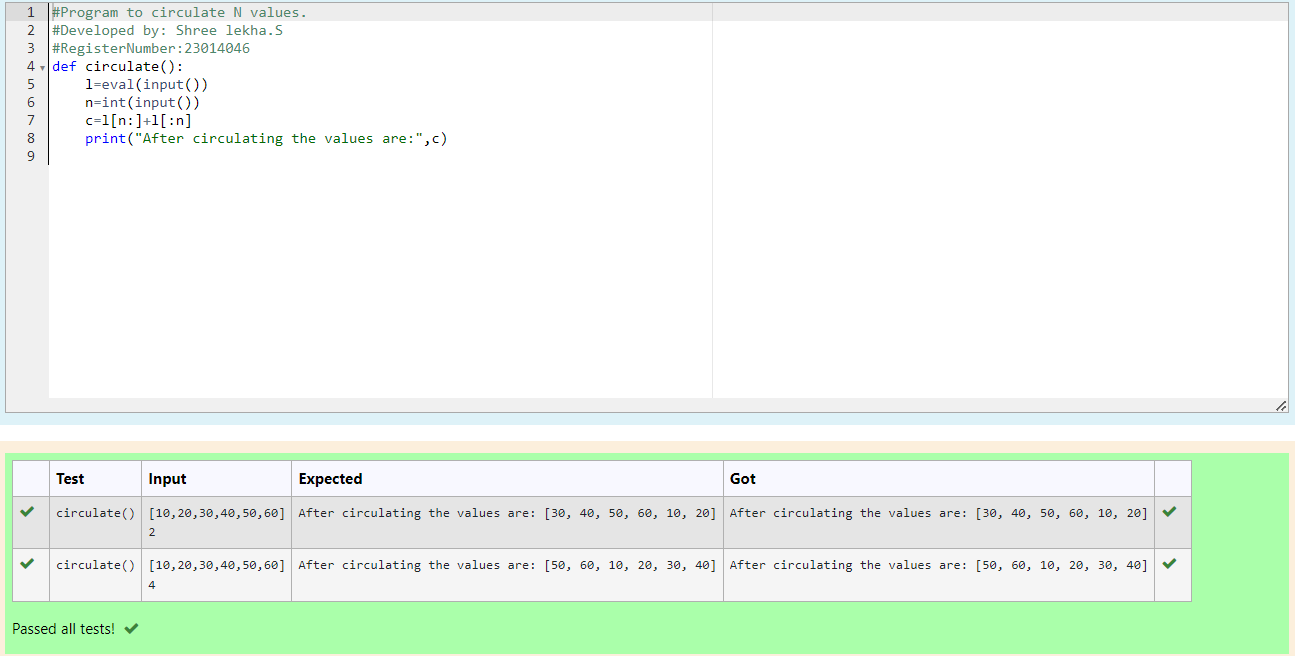 1 #Program to circulate N values.
2 #Developed by: Shree lekha.S
3 #RegisterNumber:23014046
4 def circulate():
5     l=eval(input())
6     n=int(input())
7     c=l[n:]+l[:n]
8     print("After circulating the values are:",c)
9
Test Input Expected Got
circulate() [10,20,30,40,50,60] After circulating the values are: [30, 40, 50, 60, 10, 20] After circulating the values are: [30, 40, 50, 60, 10, 20]
2
circulate() [10,20,30,40,50,60] After circulating the values are: [50, 60, 10, 20, 30, 40] After circulating the values are: [50, 60, 10, 20, 30, 40]
4
Passed all tests!